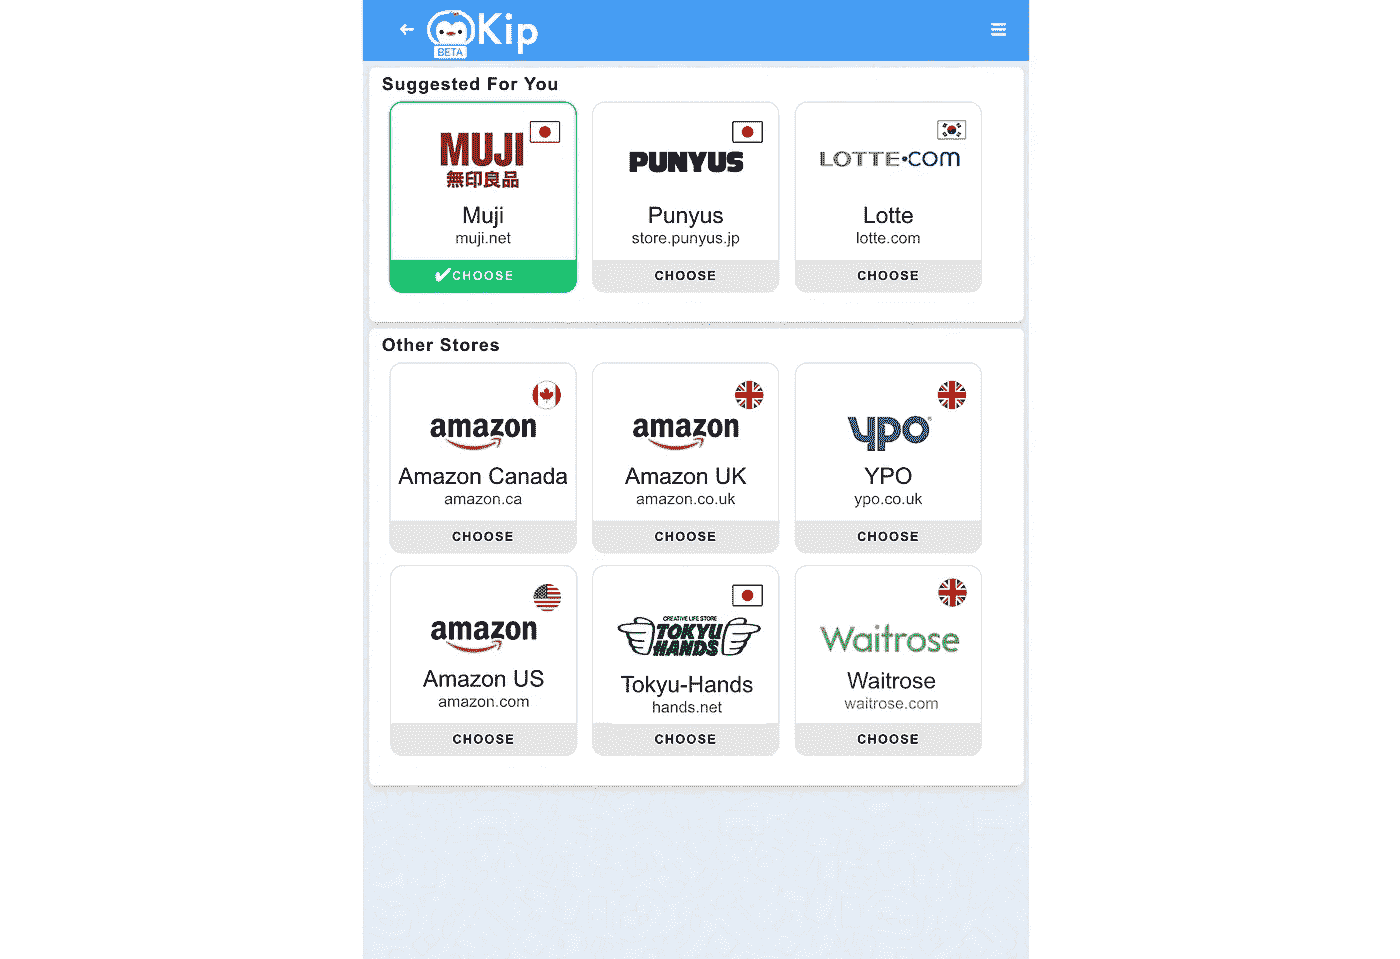 BETA
Kip
Suggested For You
MUJI
無印良品
Muji
muji.net
✔CHOOSE
PUNYUS
Punyus
store.punyus.jp
CHOOSE
LOTTE•COM
Lotte
lotte.com
CHOOSE
Other Stores
amazon
Amazon Canada
amazon.ca
CHOOSE
amazon
Amazon UK
amazon.co.uk
CHOOSE
ypo
YPO
ypo.co.uk
CHOOSE
amazon
Amazon US
amazon.com
CHOOSE
CREATIVE LIFE STORE
TOKYU
HANDS
Tokyu-Hands
hands.net
CHOOSE
Waitrose
Waitrose
waitrose.com
CHOOSE